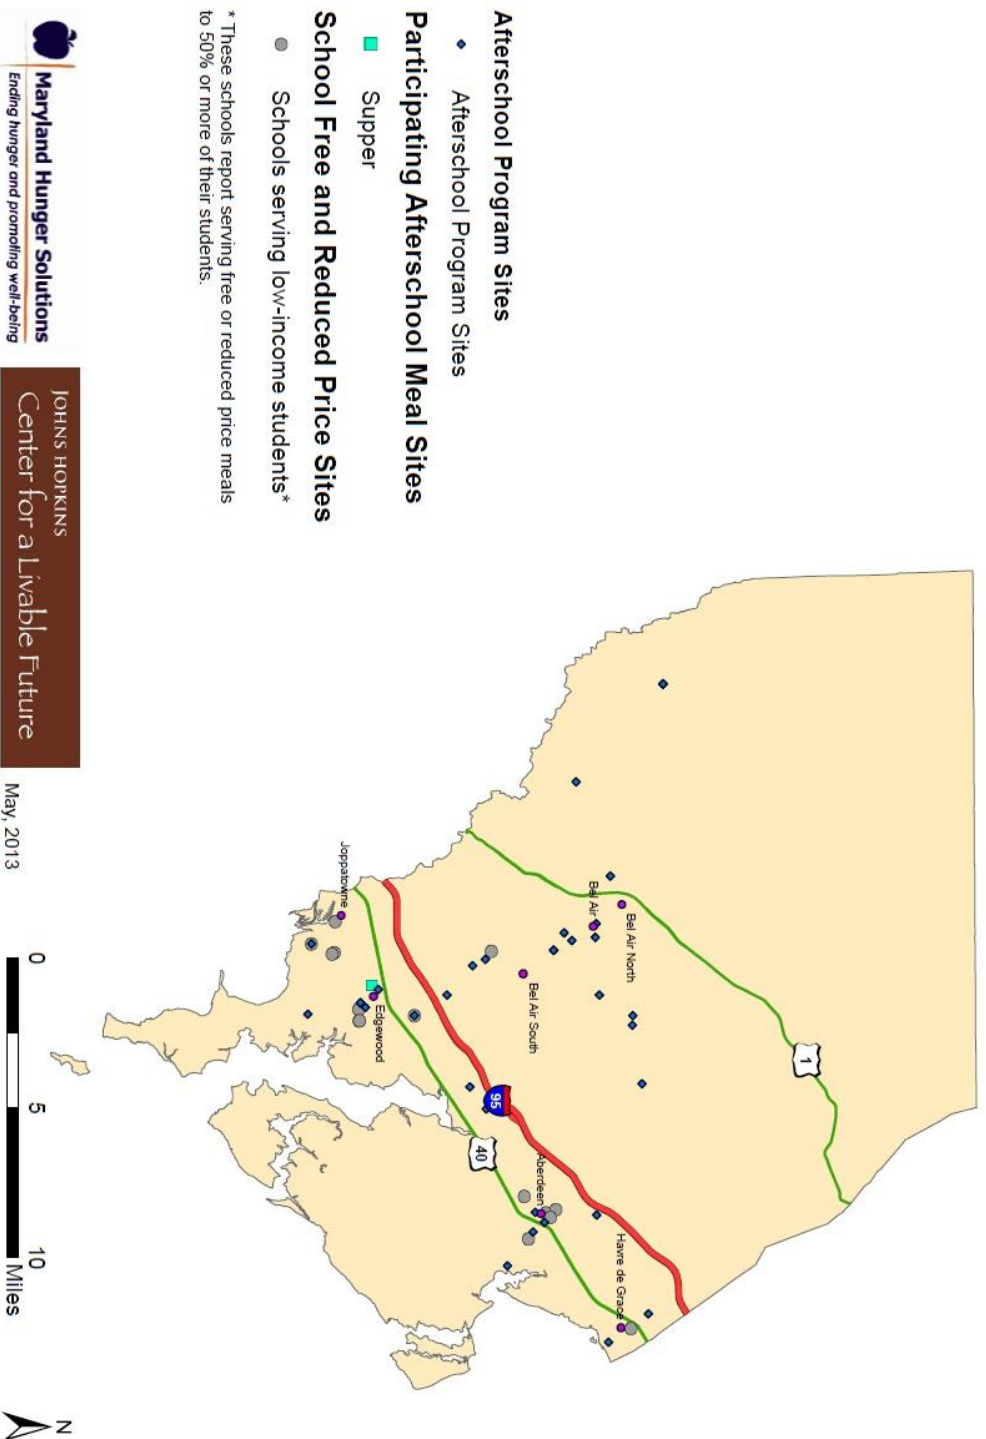 Afterschool Program Sites
Afterschool Program Sites
Participating Afterschool Meal Sites
Supper
School Free and Reduced Price Sites
Schools serving low-income students*
* These schools report serving free or reduced price meals
to 50% or more of their students.
Maryland Hunger Solutions
Ending hunger and promoting well-being
JOHNS HOPKINS
Center for a Livable Future
May, 2013
0 5 10
Miles
N
1
Bel Air North
Bel Air
Bel Air South
95
40
Havre de Grace
Aberdeen
Edgewood
Joppatowne